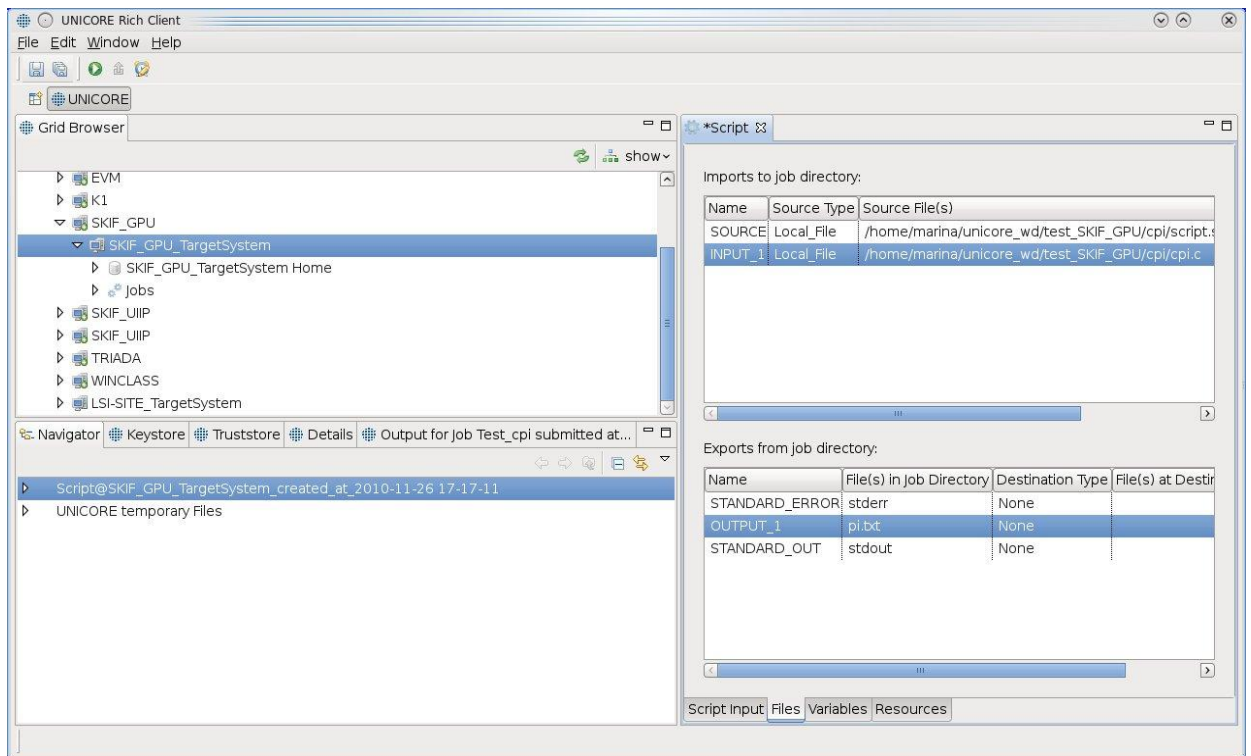 UNICORE Rich Client
File Edit Window Help
UNICORE
Grid Browser
show
EVM
K1
SKIF_GPU
SKIF_GPU_TargetSystem
SKIF_GPU_TargetSystem Home
Jobs
SKIF_UIIP
SKIF_UIIP
TRIADA
WINCLASS
LSI-SITE_TargetSystem
Navigator Keystore Truststore Details Output for Job Test_cpi submitted at...
Script@SKIF_GPU_TargetSystem_created_at_2010-11-26 17-17-11
UNICORE temporary Files
*Script
Imports to job directory:
Name Source Type Source File(s)
SOURCE Local_File /home/marina/unicore_wd/test_SKIF_GPU/cpi/script.s
INPUT_1 Local_File /home/marina/unicore_wd/test_SKIF_GPU/cpi/cpi.c
Exports from job directory:
Name File(s) in Job Directory Destination Type File(s) at Destin
STANDARD_ERROR stderr None
OUTPUT_1 pi.txt None
STANDARD_OUT stdout None
Script Input Files Variables Resources